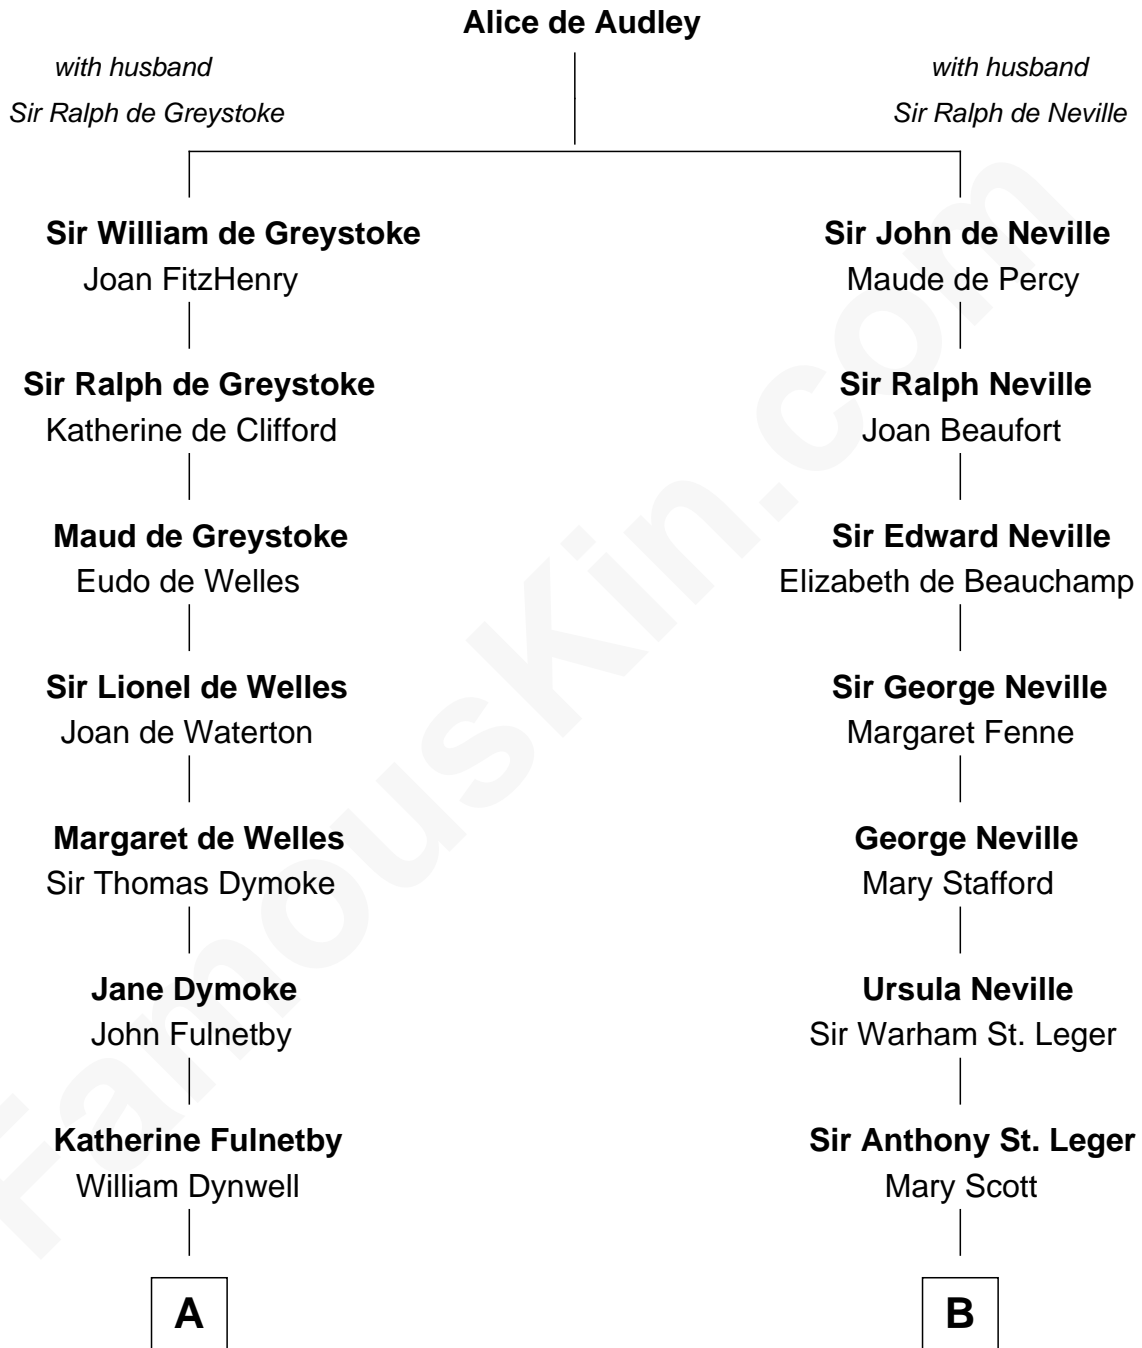 Alice de Audley
with husband
Sir Ralph de Greystoke
with husband
Sir Ralph de Neville
Sir William de Greystoke
Joan FitzHenry
Sir John de Neville
Maude de Percy
Sir Ralph de Greystoke
Katherine de Clifford
Sir Ralph Neville
Joan Beaufort
Maud de Greystoke
Eudo de Welles
Sir Edward Neville
Elizabeth de Beauchamp
Sir Lionel de Welles
Joan de Waterton
Sir George Neville
Margaret Fenne
Margaret de Welles
Sir Thomas Dymoke
George Neville
Mary Stafford
Jane Dymoke
John Fulnetby
Ursula Neville
Sir Warham St. Leger
Katherine Fulnetby
William Dynwell
Sir Anthony St. Leger
Mary Scott
A
B
FamousKin.com